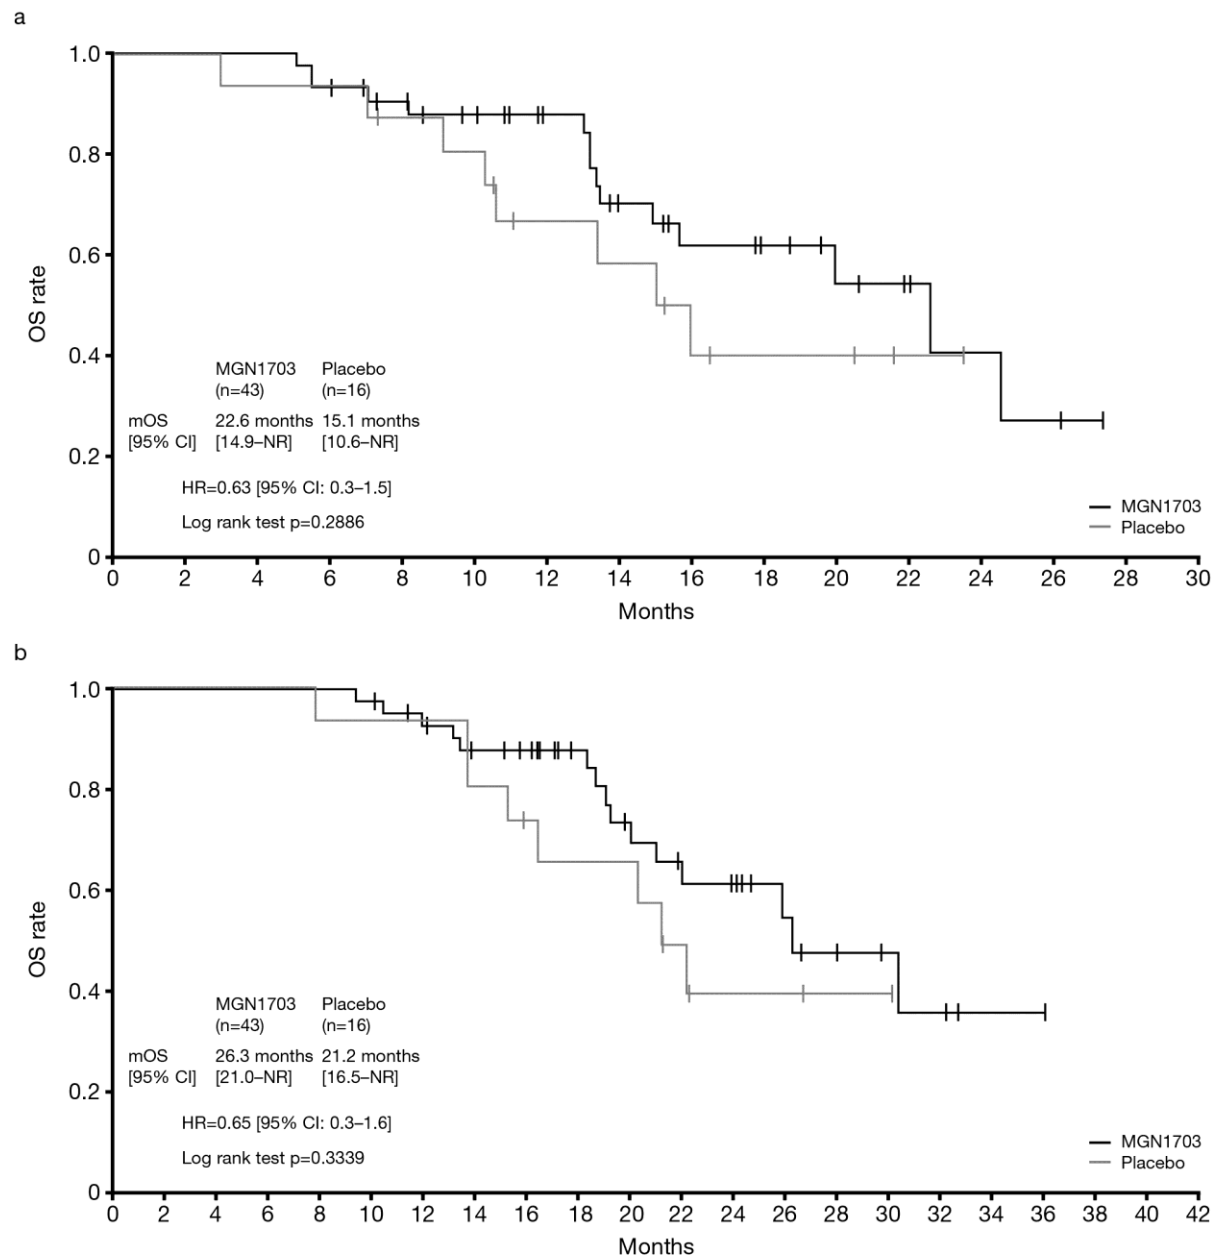 a
1.0
0.8
0.6
0.4
0.2
0
OS rate
MGN1703 Placebo
(n=43) (n=16)
mOS 22.6 months 15.1 months
[95% CI] [14.9–NR] [10.6–NR]
HR=0.63 [95% CI: 0.3–1.5]
Log rank test p=0.2886
MGN1703
Placebo
0 2 4 6 8 10 12 14 16 18 20 22 24 26 28 30
Months
b
1.0
0.8
0.6
0.4
0.2
0
OS rate
MGN1703 Placebo
(n=43) (n=16)
mOS 26.3 months 21.2 months
[95% CI] [21.0–NR] [16.5–NR]
HR=0.65 [95% CI: 0.3–1.6]
Log rank test p=0.3339
MGN1703
Placebo
0 2 4 6 8 10 12 14 16 18 20 22 24 26 28 30 32 34 36 38 40 42
Months